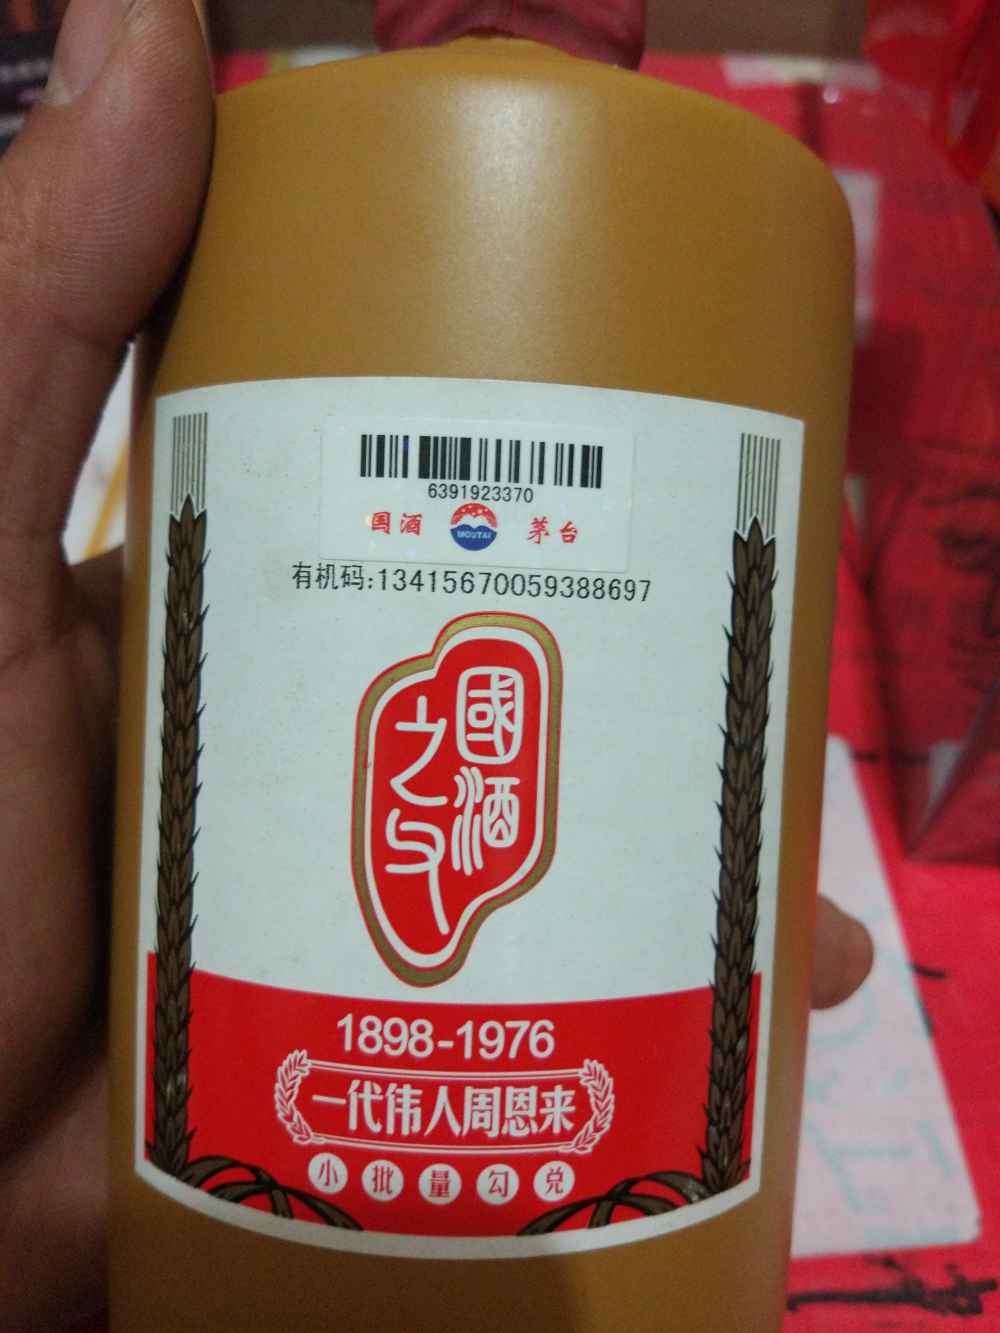 6391923370
国酒 MOUTAI 茅台
有机码:13415670059388697
國酒
之父
1898-1976
一代伟人周恩来
小批量勾兑